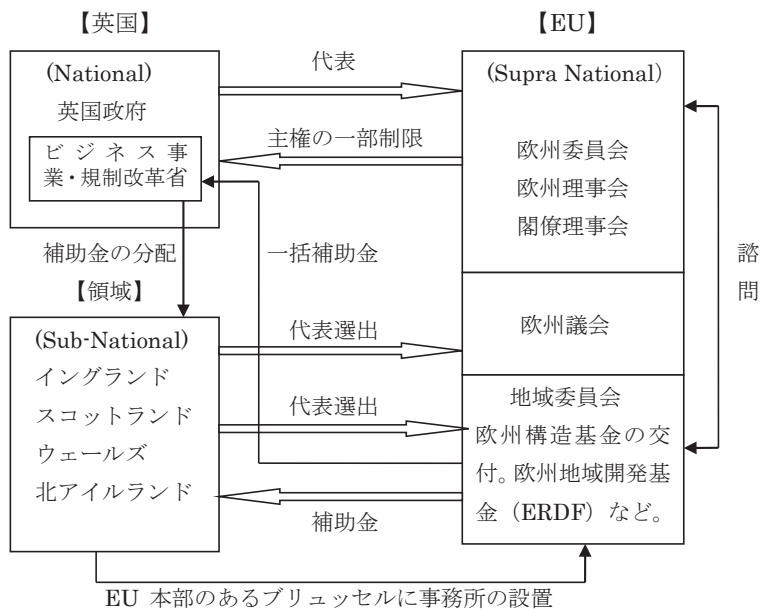 【英国】
【EU】
(National)
英国政府
ビジネス事
業・規制改革省
代表
主権の一部制限
(Supra National)
欧州委員会
欧州理事会
閣僚理事会
諮
問
補助金の分配
一括補助金
【領域】
(Sub-National)
イングランド
スコットランド
ウェールズ
北アイルランド
代表選出
欧州議会
代表選出
地域委員会
欧州構造基金の交
付。欧州地域開発基
金（ERDF）など。
補助金
EU 本部のあるブリュッセルに事務所の設置